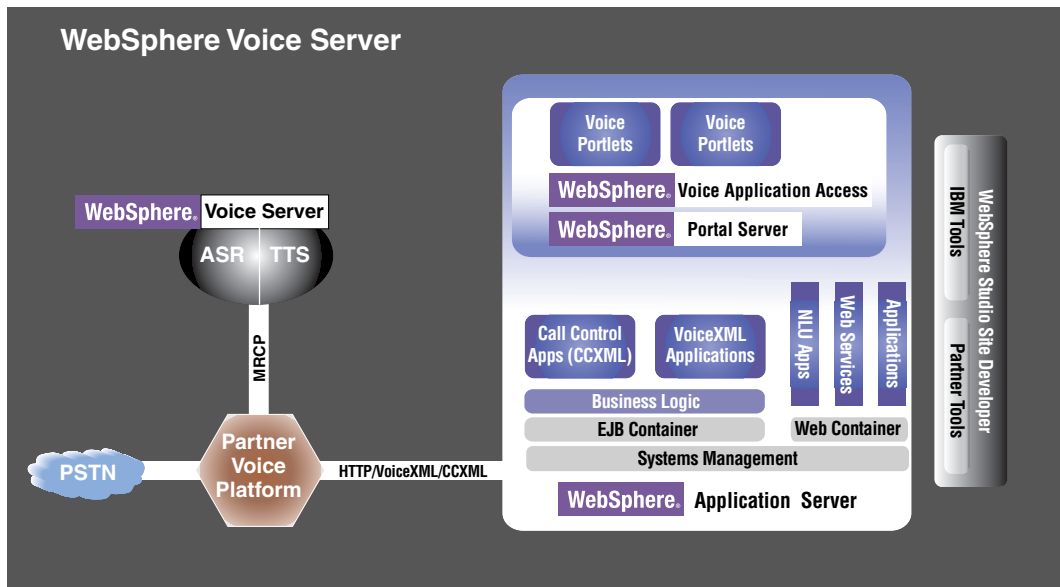 WebSphere Voice Server
Voice
Portlets
Voice
Portlets
WebSphere® Voice Application Access
WebSphere® Portal Server
WebSphere® Voice Server
ASR TTS
MRCP
Partner
Voice
Platform
PSTN
HTTP/VoiceXML/CCXML
Call Control
Apps (CCXML)
VoiceXML
Applications
NLU Apps
Web Services
Applications
Business Logic
EJB Container
Web Container
Systems Management
WebSphere® Application Server
IBM Tools
Partner Tools
WebSphere Studio Site Developer